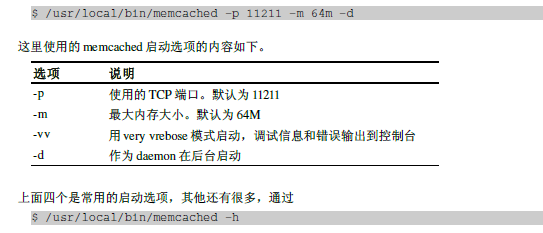 $ /usr/local/bin/memcached -p 11211 -m 64m -d
这里使用的 memcached 启动选项的内容如下。
选项 说明
-p 使用的 TCP 端口。默认为 11211
-m 最大内存大小。默认为 64M
-vv 用 very vrebose 模式启动，调试信息和错误输出到控制台
-d 作为 daemon 在后台启动
上面四个是常用的启动选项，其他还有很多，通过
$ /usr/local/bin/memcached -h